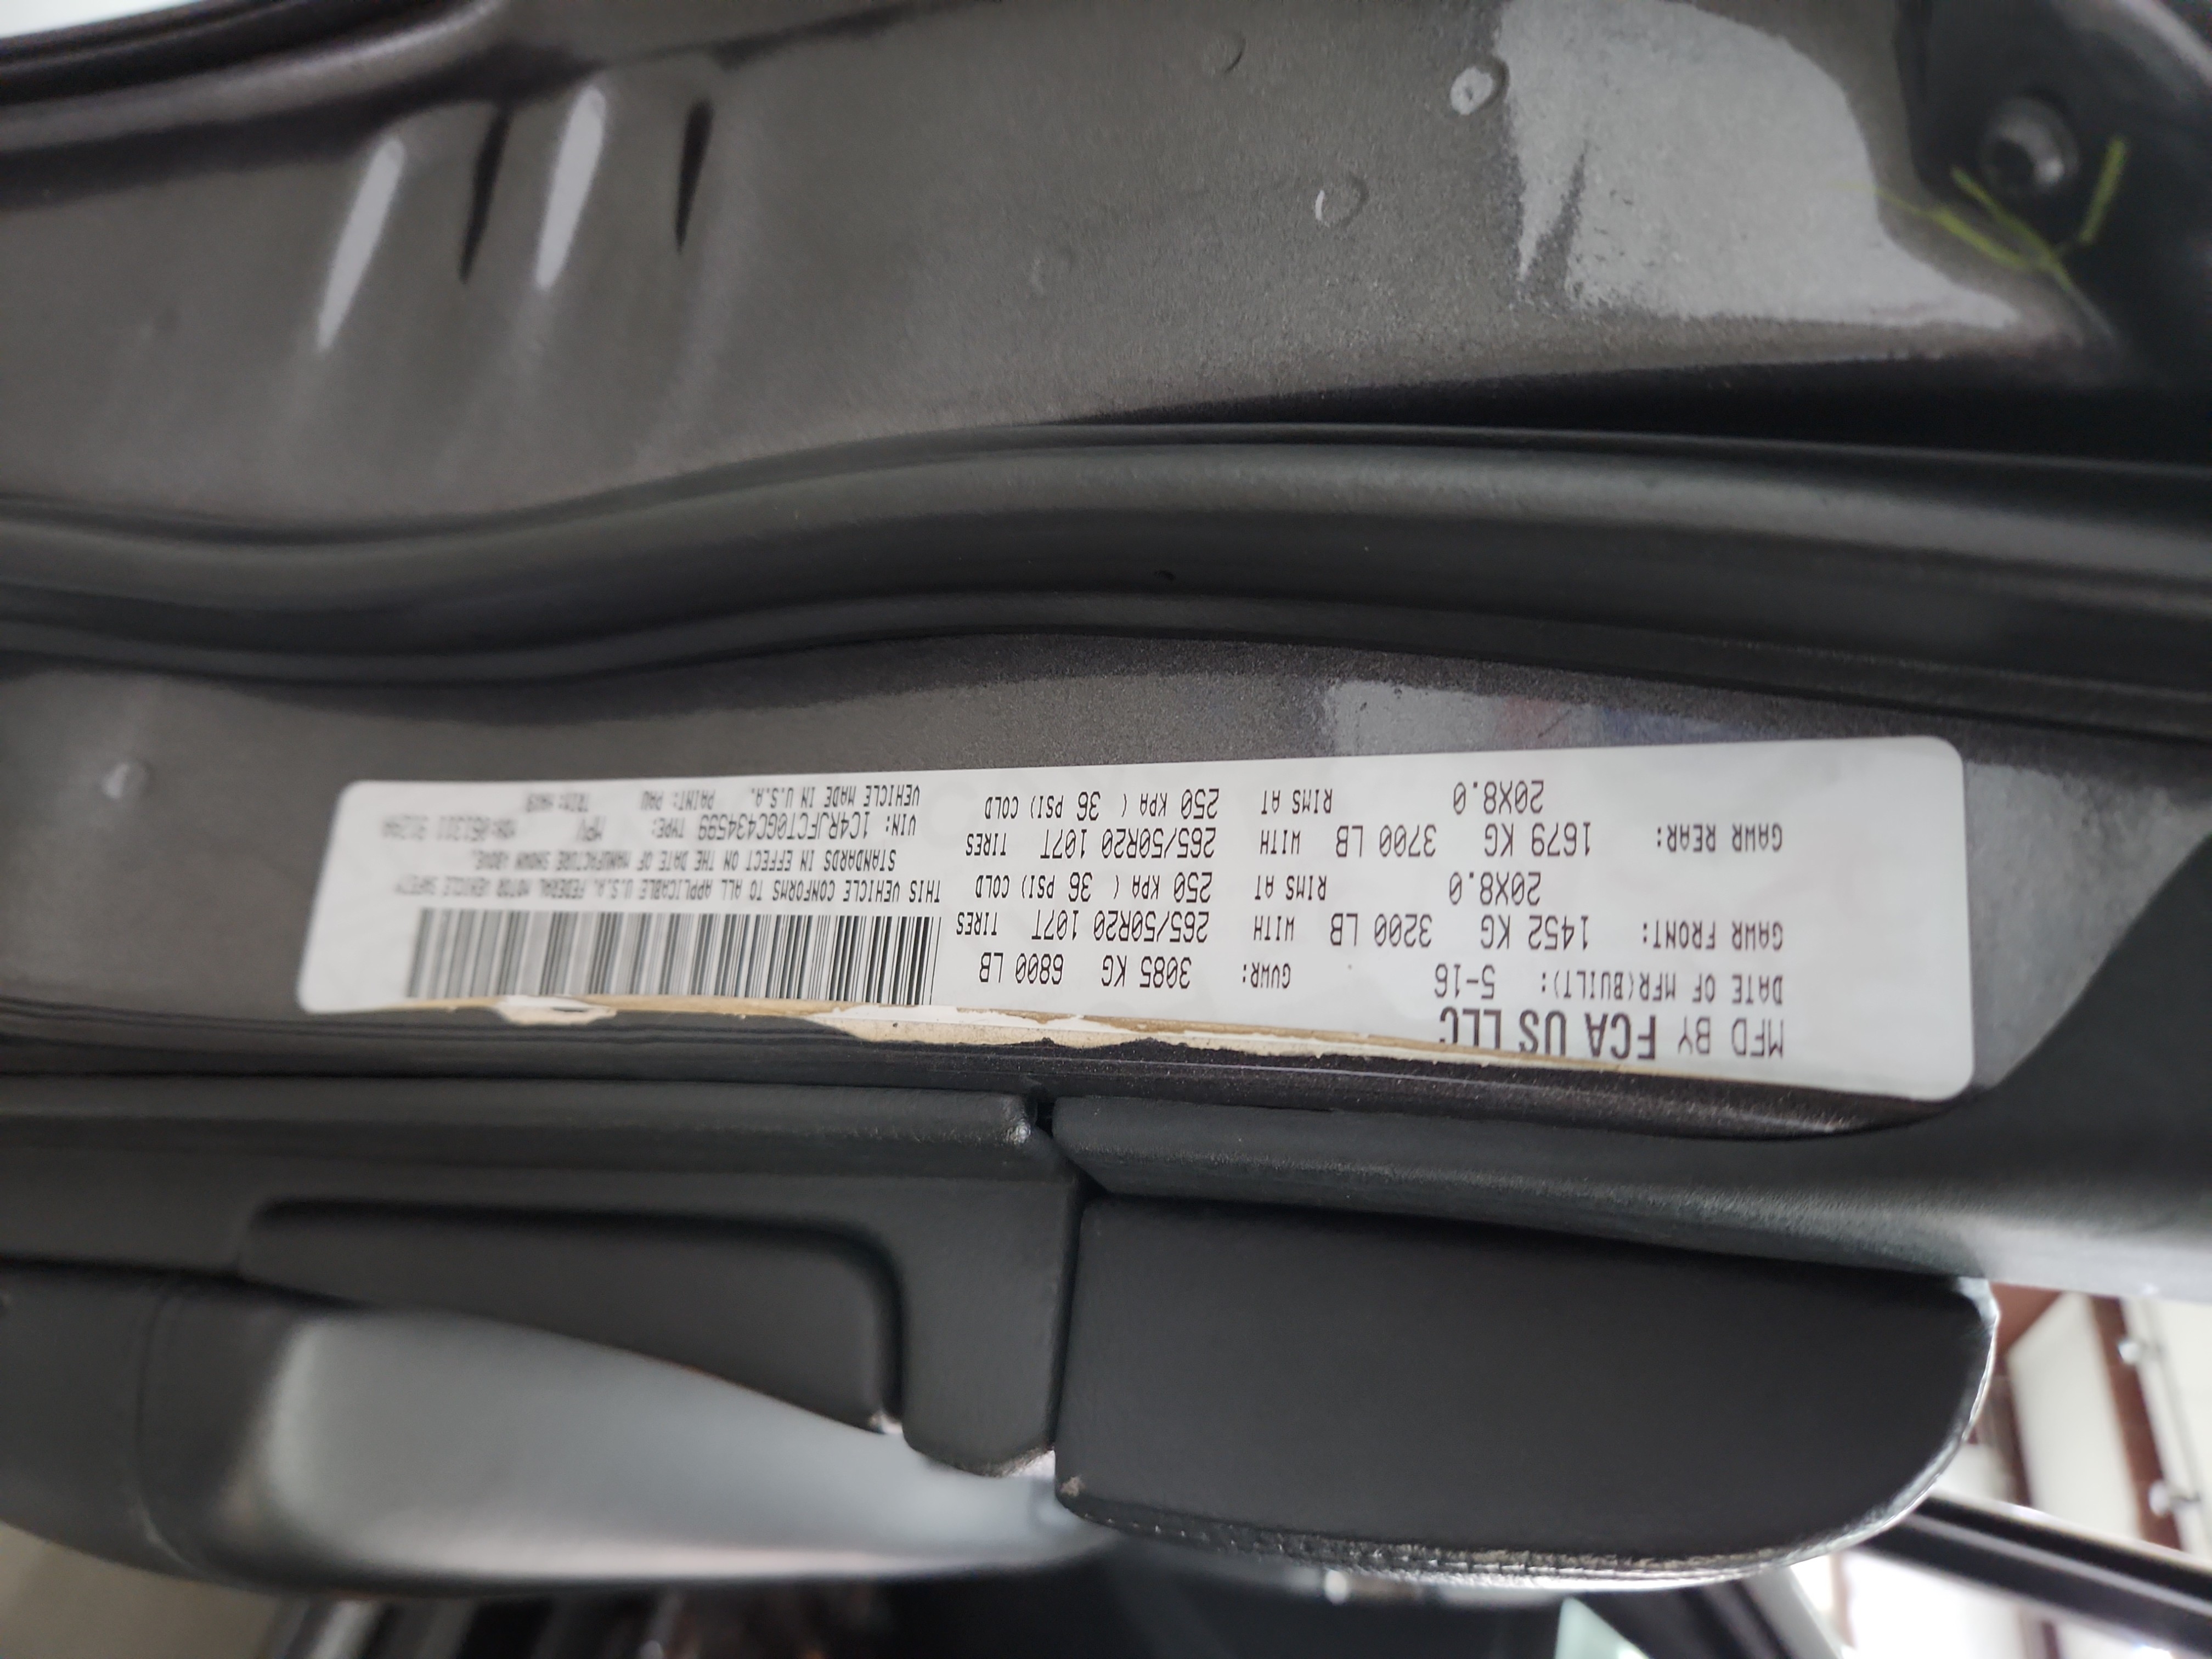 MFD BY FCA US LLC
DATE OF MFR(BUILT): 5-16 GVWR: 3085 KG 6800 LB
GAWR FRONT: 1452 KG 3200 LB WITH 265/50R20 107T TIRES
20X8.0 RIMS AT 250 KPA ( 36 PSI) COLD
GAWR REAR: 1679 KG 3700 LB WITH 265/50R20 107T TIRES
20X8.0 RIMS AT 250 KPA ( 36 PSI) COLD
THIS VEHICLE CONFORMS TO ALL APPLICABLE U.S.A. FEDERAL MOTOR VEHICLE SAFETY
STANDARDS IN EFFECT ON THE DATE OF MANUFACTURE SHOWN ABOVE.
VIN: 1C4RJFCT0GC434599 TYPE: MPV
VEHICLE MADE IN U.S.A. PAINT: PAU TRIM: